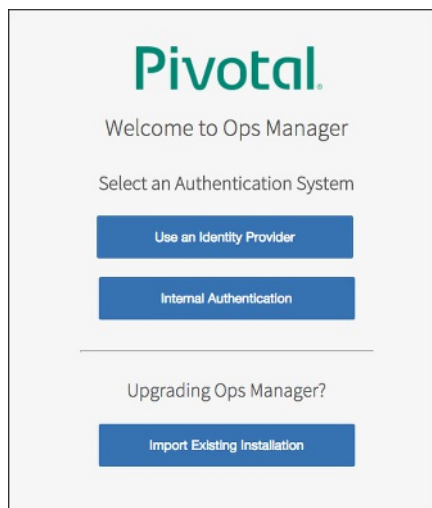 Pivotal.
Welcome to Ops Manager
Select an Authentication System
Use an Identity Provider
Internal Authentication
Upgrading Ops Manager?
Import Existing Installation